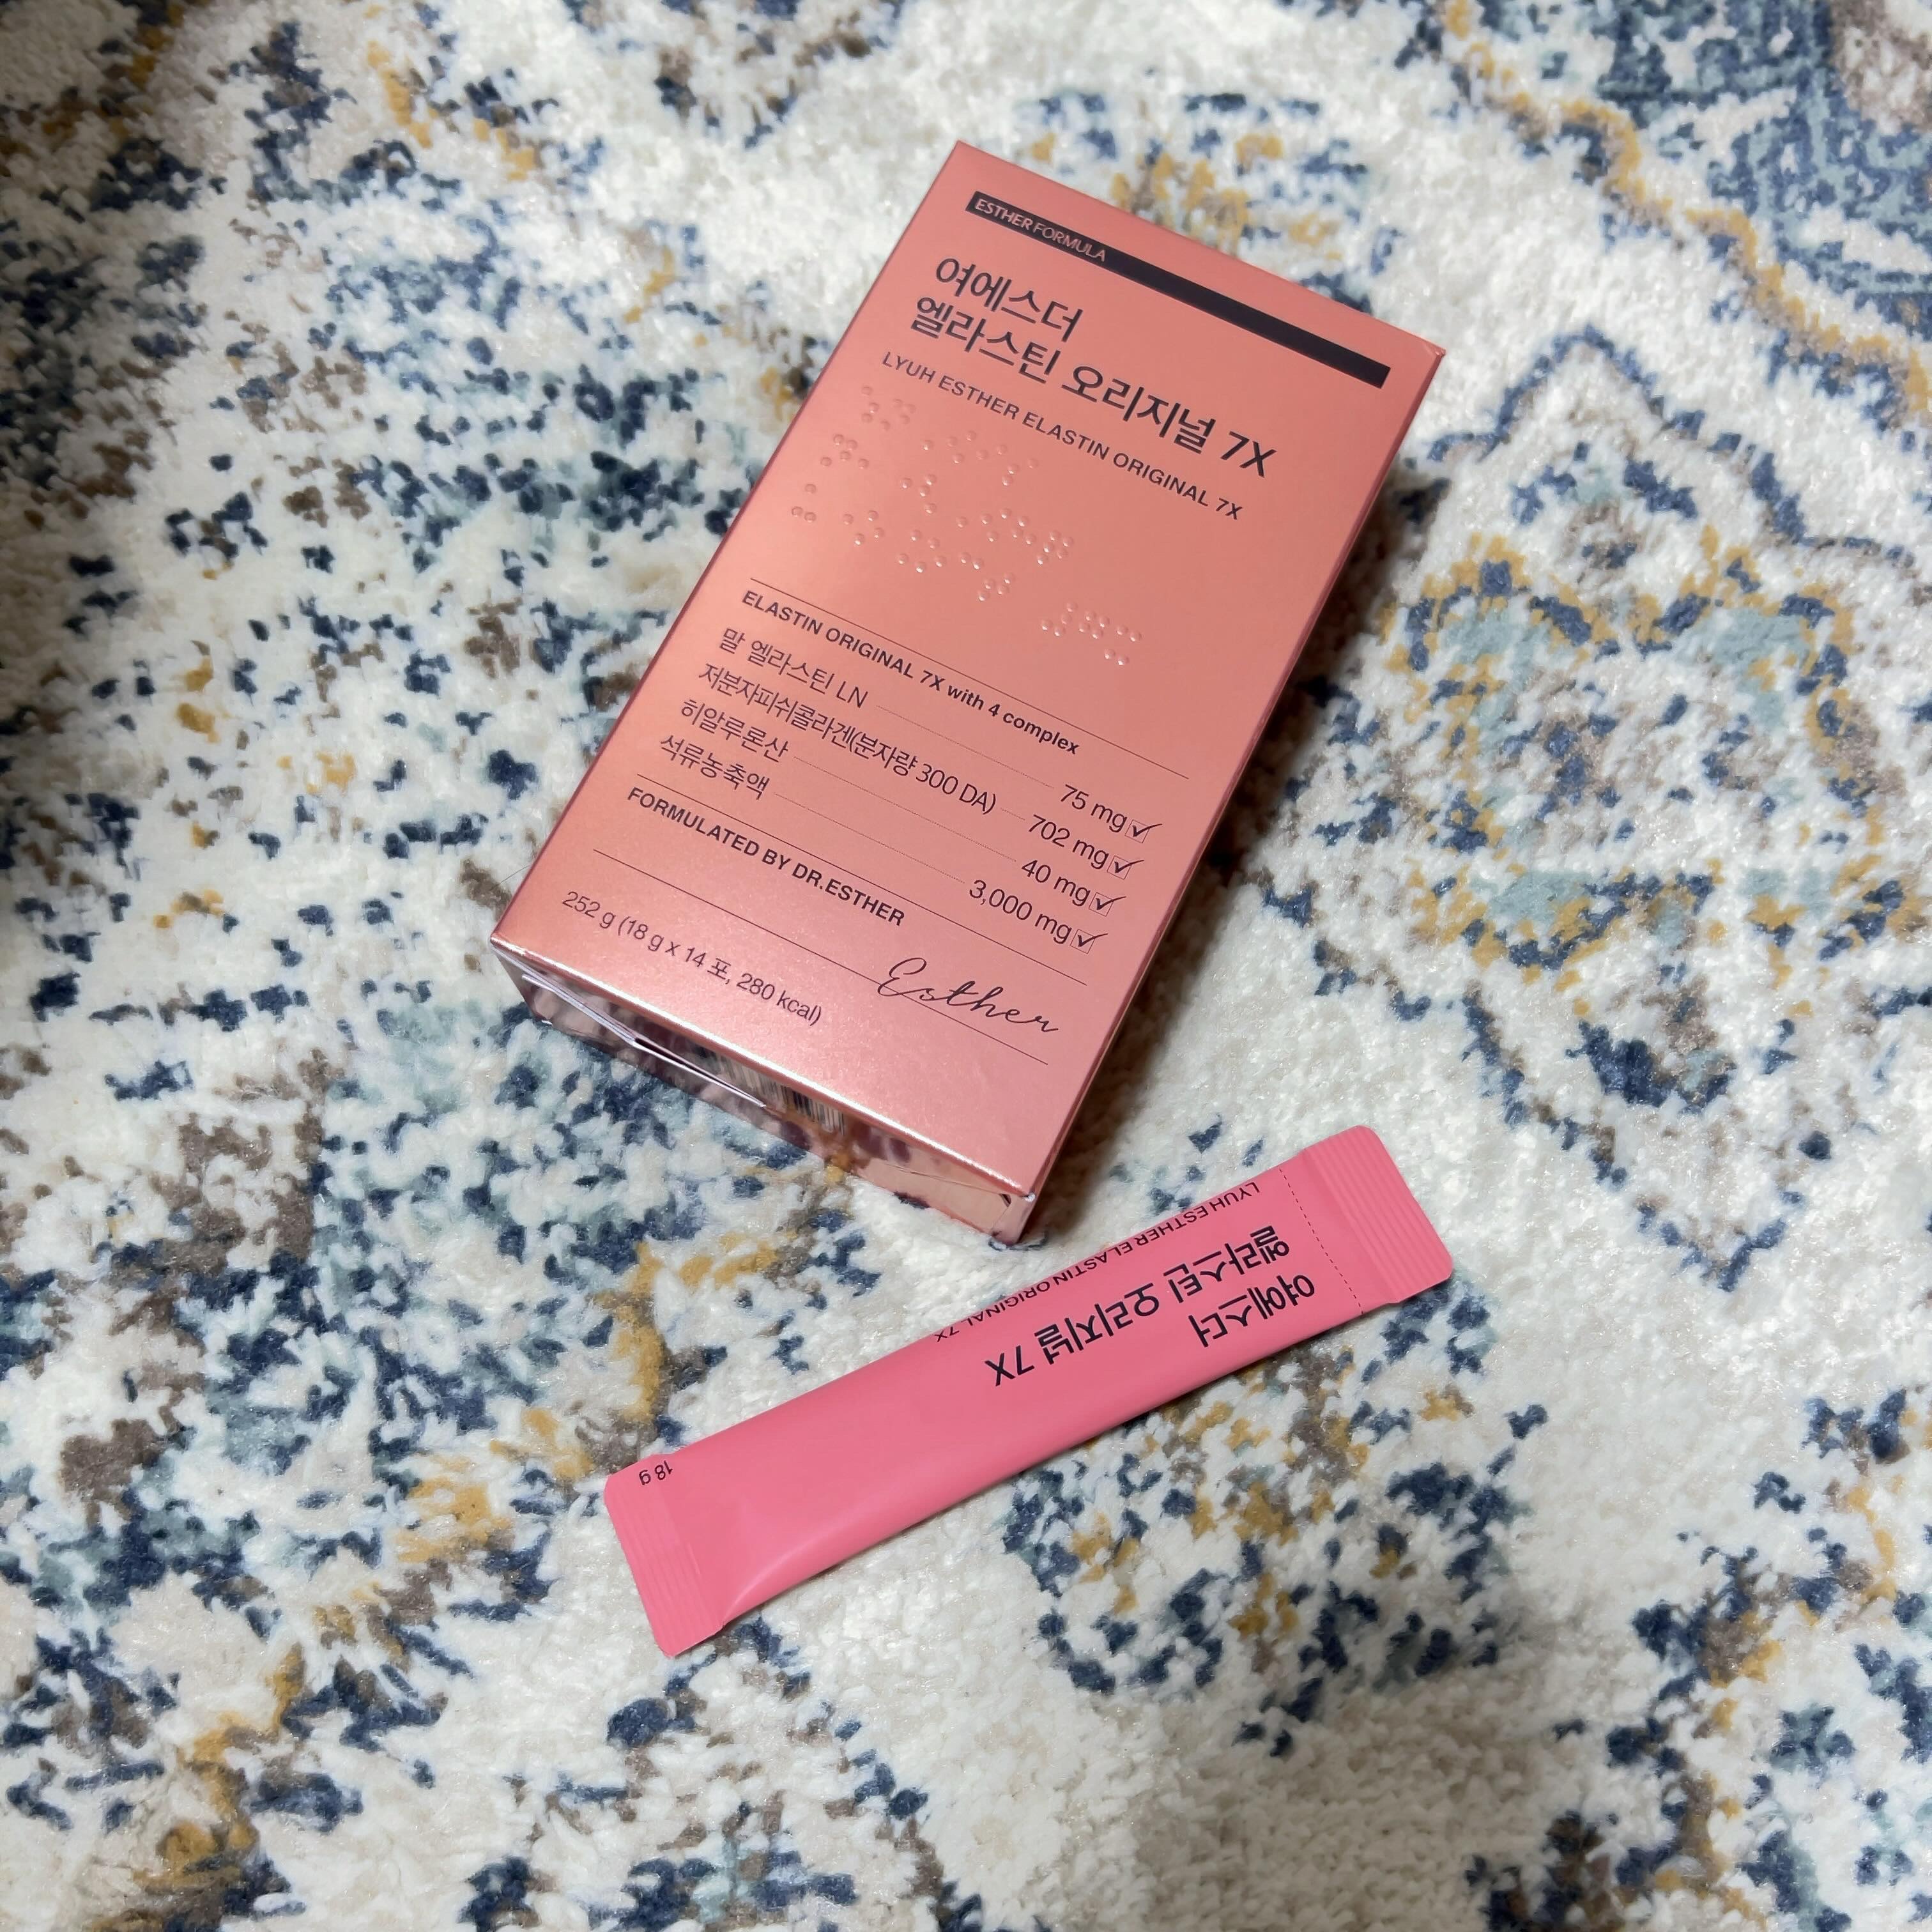 ESTHER FORMULA
여에스더
엘라스틴 오리지널 7X
LYUH ESTHER ELASTIN ORIGINAL 7X
ELASTIN ORIGINAL 7X with 4 complex
말 엘라스틴 LN 75 mg
저분자피쉬콜라겐(분자량 300 DA) 702 mg
히알루론산 40 mg
석류농축액 3,000 mg
FORMULATED BY DR.ESTHER
Esther
252 g (18 g x 14 포, 280 kcal)
여에스더
엘라스틴 오리지널 7X
LYUH ESTHER ELASTIN ORIGINAL 7X
18 g